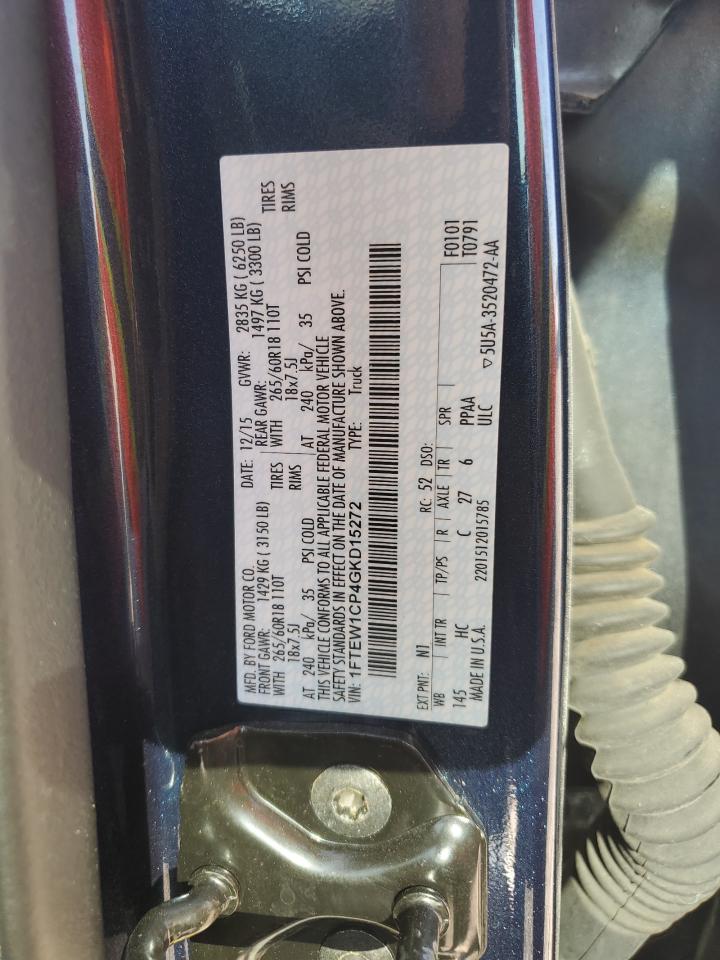 MFD. BY FORD MOTOR CO.
DATE: 12/15 GVWR: 2835 KG ( 6250 LB)
FRONT GAWR: 1429 KG ( 3150 LB) REAR GAWR: 1497 KG ( 3300 LB)
WITH 265/60R18 110T TIRES WITH 265/60R18 110T TIRES
18x7.5J RIMS 18x7.5J RIMS
AT 240 kPa/ 35 PSI COLD AT 240 kPa/ 35 PSI COLD
THIS VEHICLE CONFORMS TO ALL APPLICABLE FEDERAL MOTOR VEHICLE
SAFETY STANDARDS IN EFFECT ON THE DATE OF MANUFACTURE SHOWN ABOVE.
VIN: 1FTEW1CP4GKD15272 TYPE: Truck
EXT PNT: N1 RC: 52 DSO:
WB INT TR TP/PS R AXLE TR SPR F0101
145 HC C 27 6 PPAA T0791
MADE IN U.S.A. 2201512015785 ULC ▽5U5A-3520472-AA